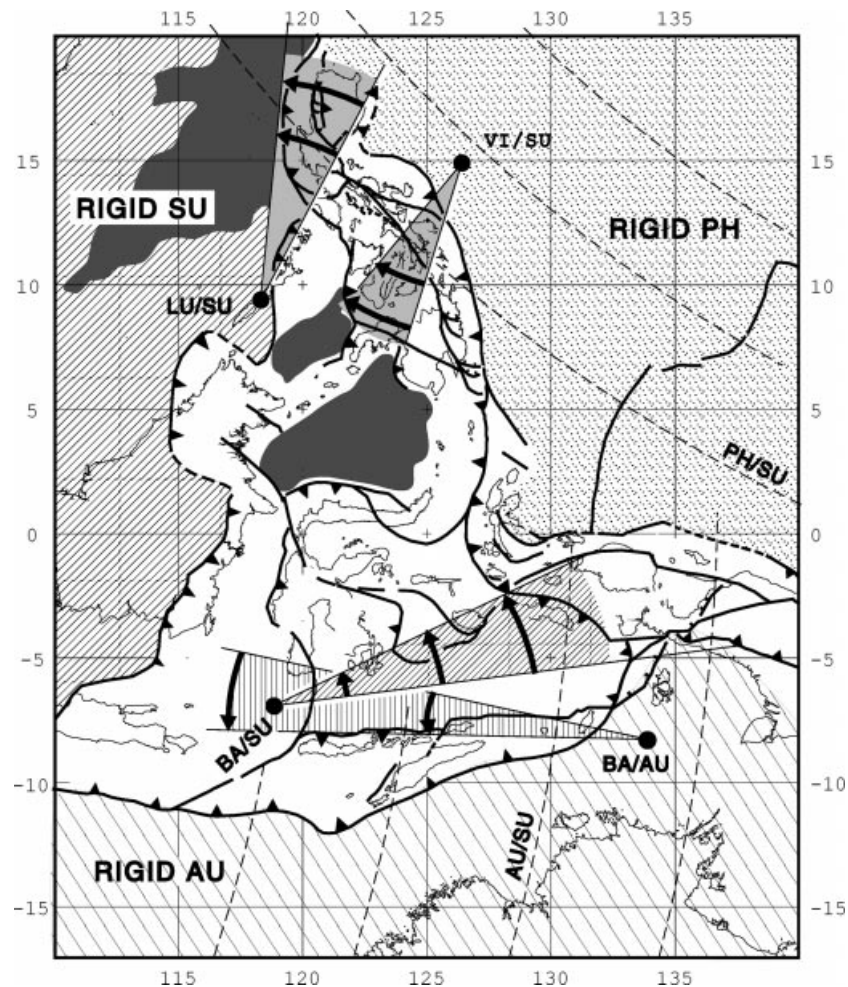 115 120 125 130 135
15 VI/SU 15
RIGID SU
RIGID PH
10 10
LU/SU
5 5
PH/SU
0 0
-5 -5
BA/SU
BA/AU
-10 -10
AU/SU
RIGID AU
-15 -15
115 120 125 130 135